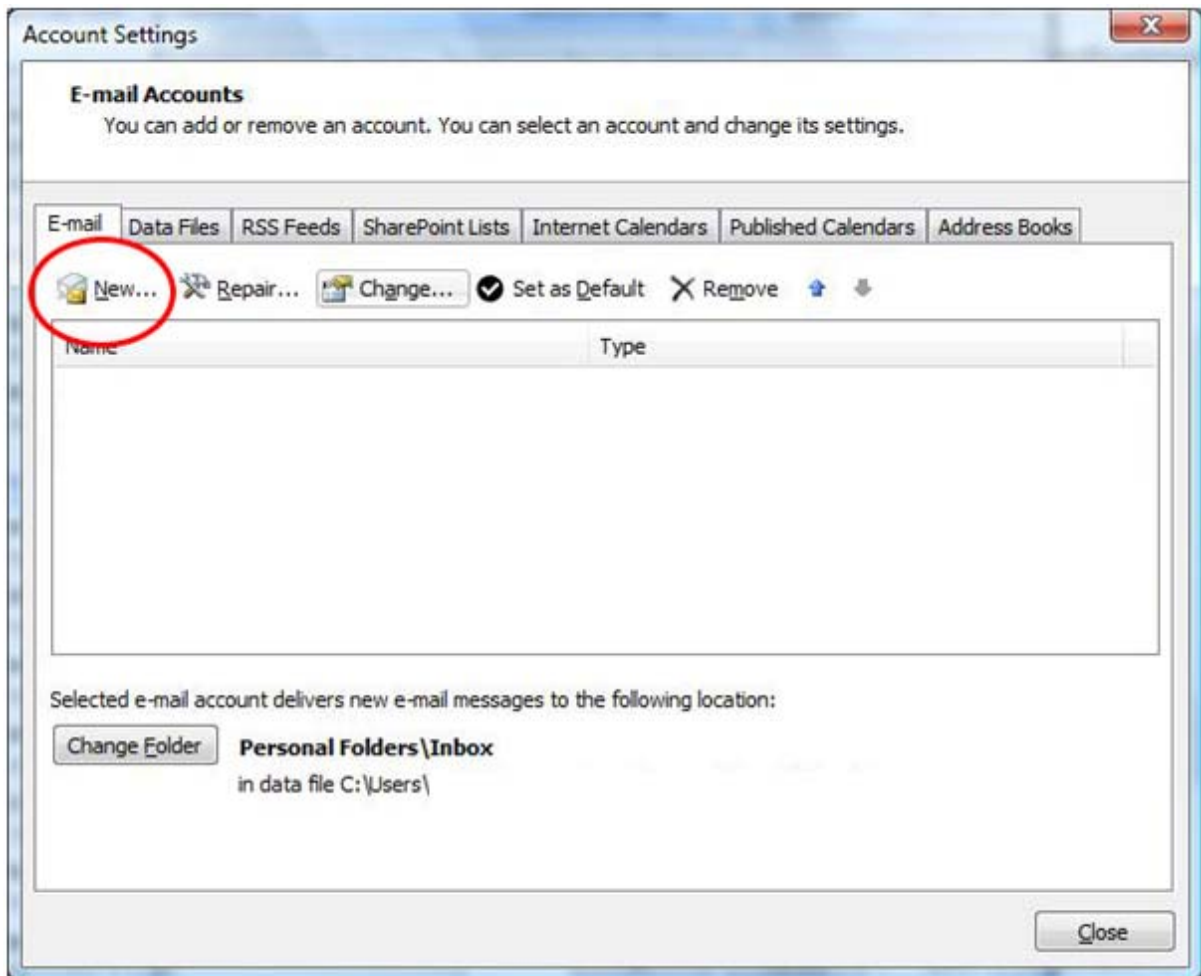 Account Settings
E-mail Accounts
You can add or remove an account. You can select an account and change its settings.
E-mail Data Files RSS Feeds SharePoint Lists Internet Calendars Published Calendars Address Books
New... Repair... Change... Set as Default Remove
Name Type
Selected e-mail account delivers new e-mail messages to the following location:
Change Folder Personal Folders\Inbox
in data file C:\Users\
Close